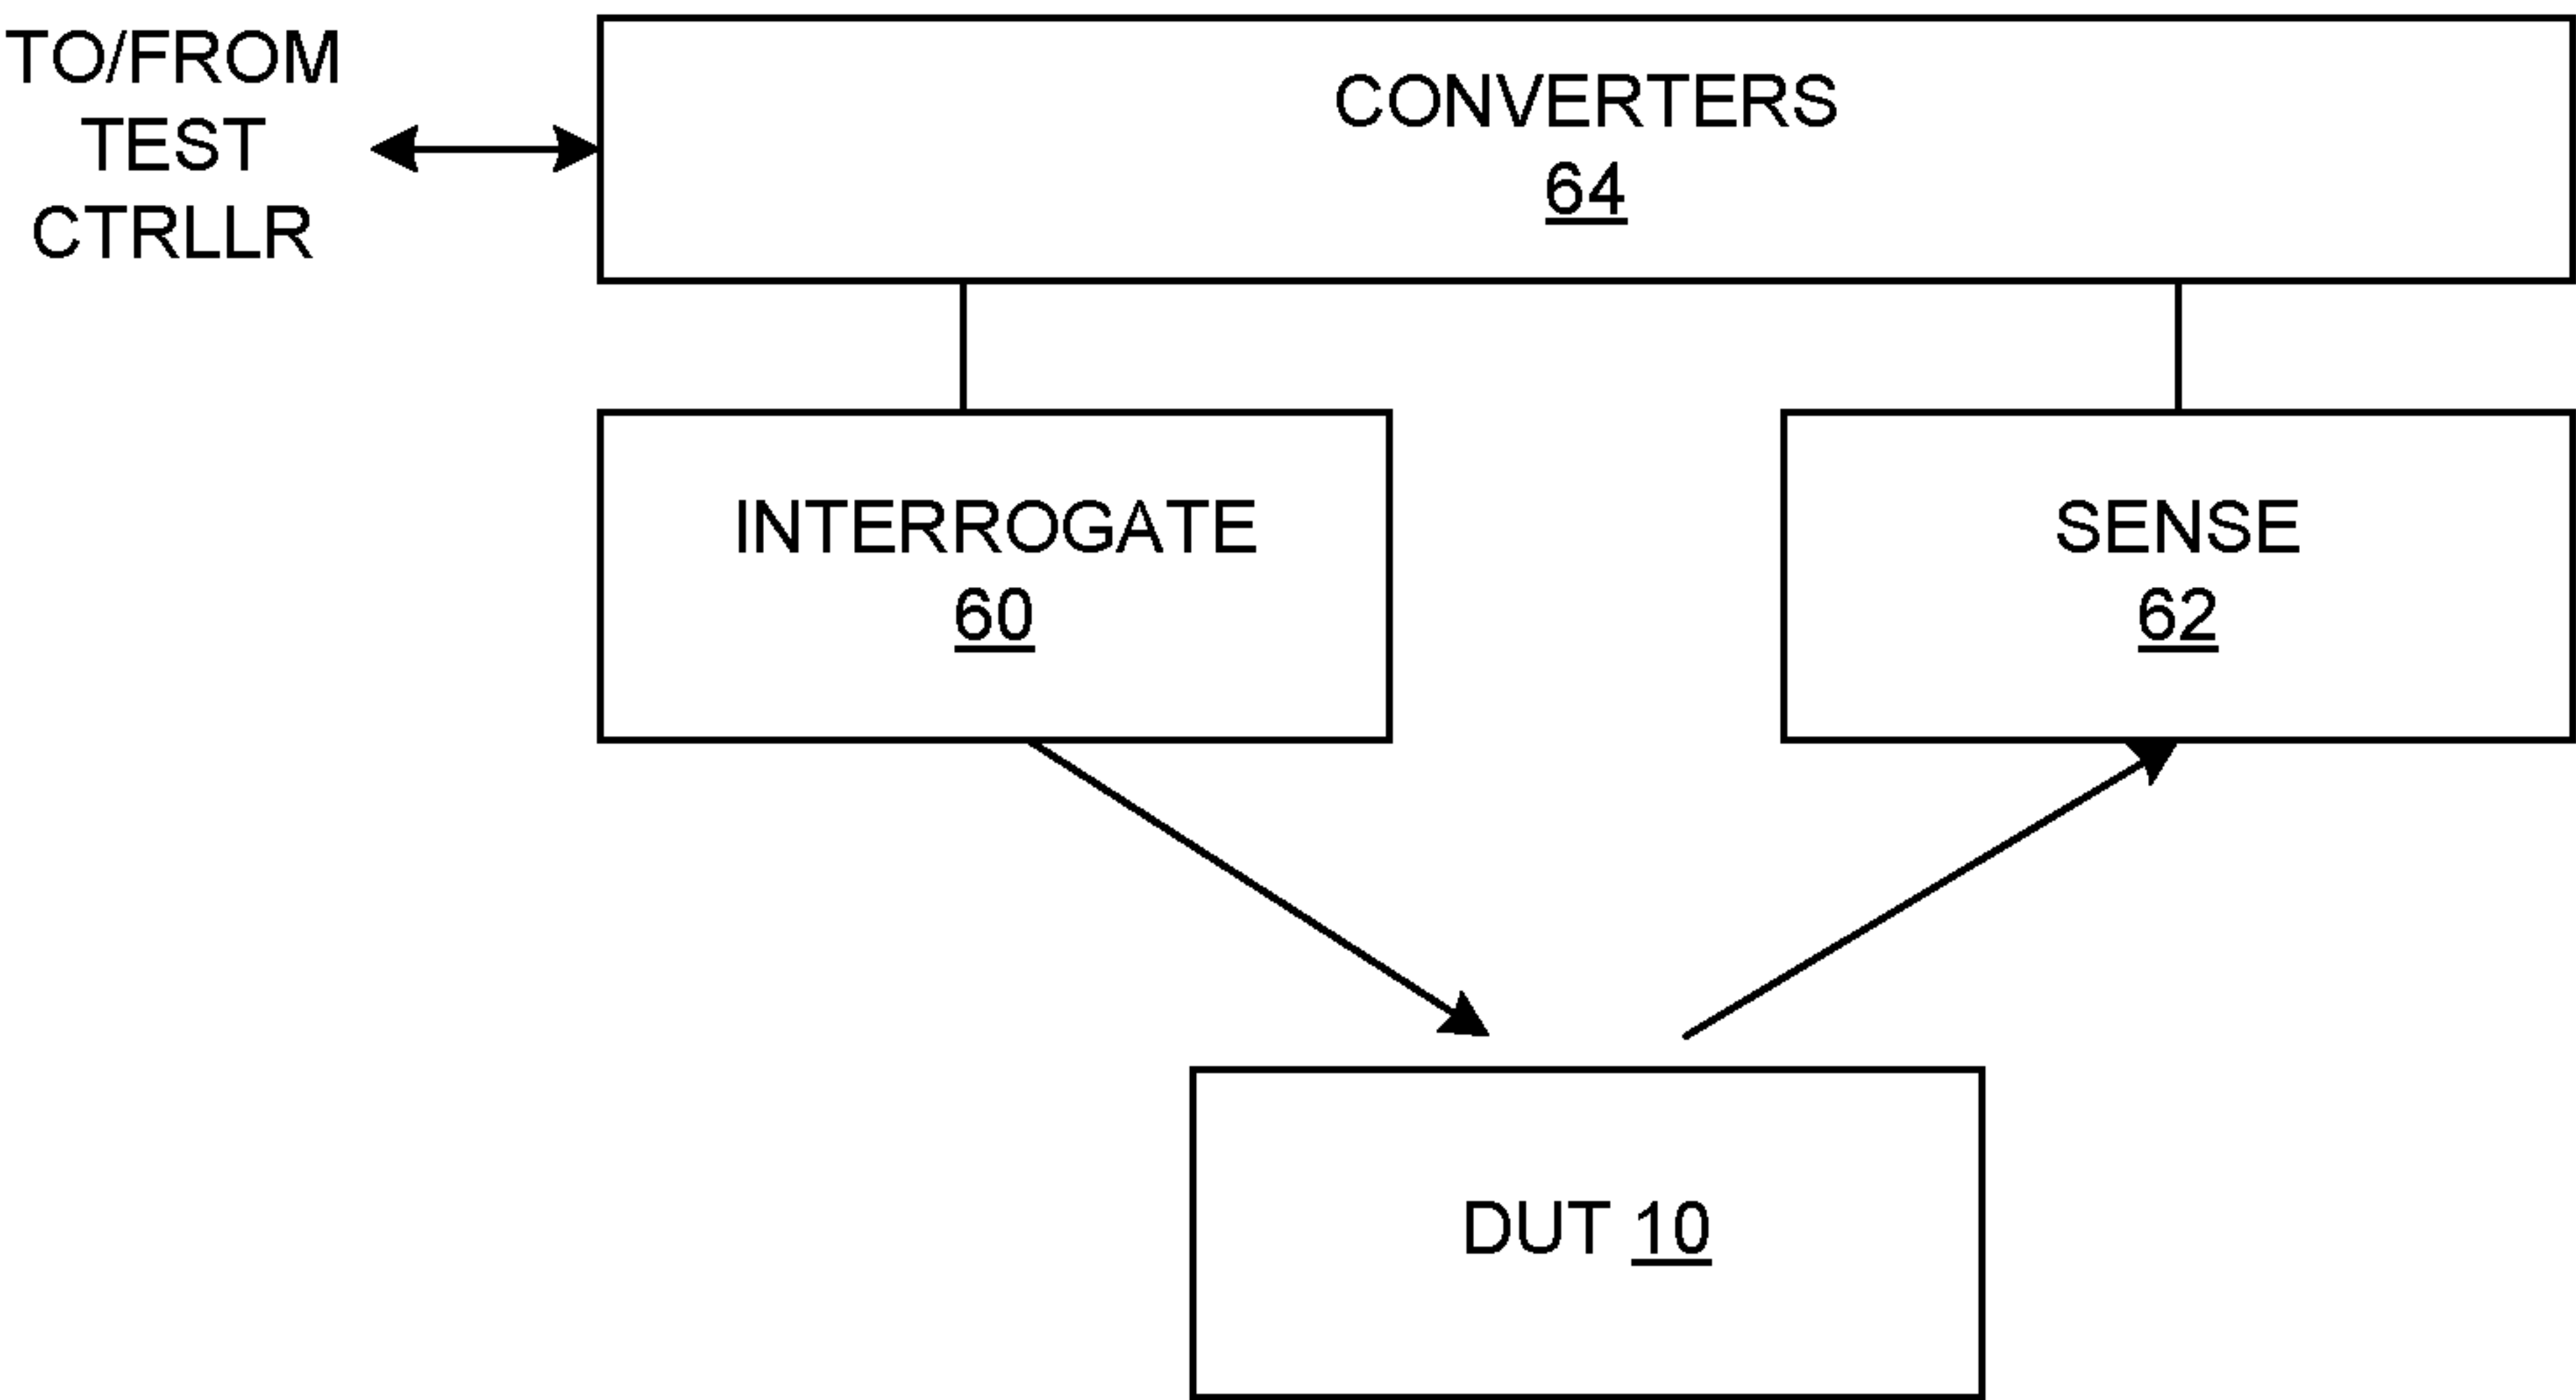 TO/FROM
TEST
CTRLLR
CONVERTERS
64
INTERROGATE
60
SENSE
62
DUT 10